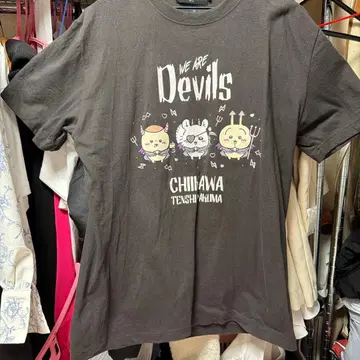 WE ARE
Devils
CHIIKAWA
TENSHI AKUMA